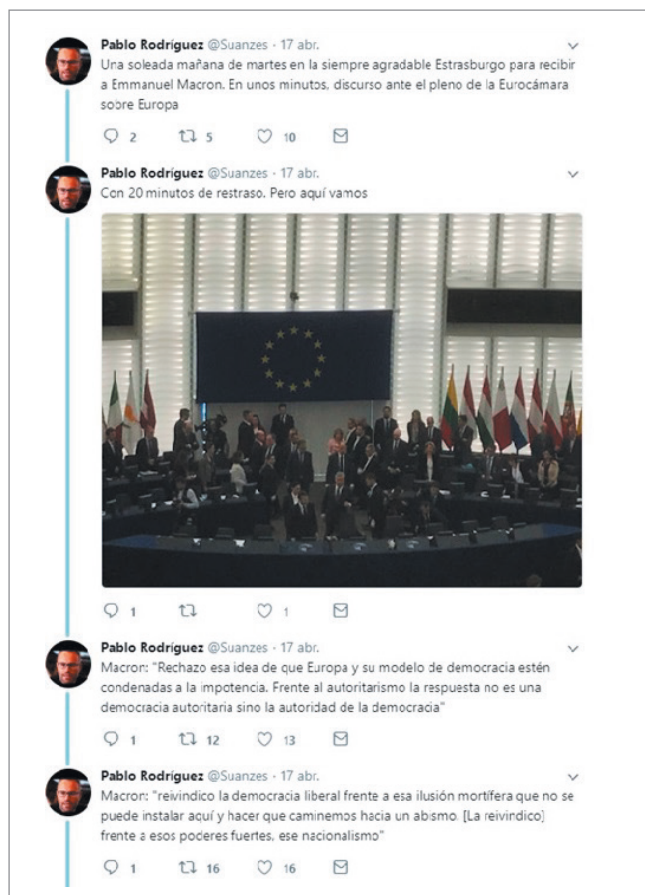 Pablo Rodríguez @Suanzes · 17 abr.
Una soleada mañana de martes en la siempre agradable Estrasburgo para recibir
a Emmanuel Macron. En unos minutos, discurso ante el pleno de la Eurocámara
sobre Europa
2 5 10
Pablo Rodríguez @Suanzes · 17 abr.
Con 20 minutos de restraso. Pero aquí vamos
1 1
Pablo Rodríguez @Suanzes · 17 abr.
Macron: "Rechazo esa idea de que Europa y su modelo de democracia estén
condenadas a la impotencia. Frente al autoritarismo la respuesta no es una
democracia autoritaria sino la autoridad de la democracia"
1 12 13
Pablo Rodríguez @Suanzes · 17 abr.
Macron: "reivindico la democracia liberal frente a esa ilusión mortífera que no se
puede instalar aquí y hacer que caminemos hacia un abismo. [La reivindico]
frente a esos poderes fuertes, ese nacionalismo"
1 16 16